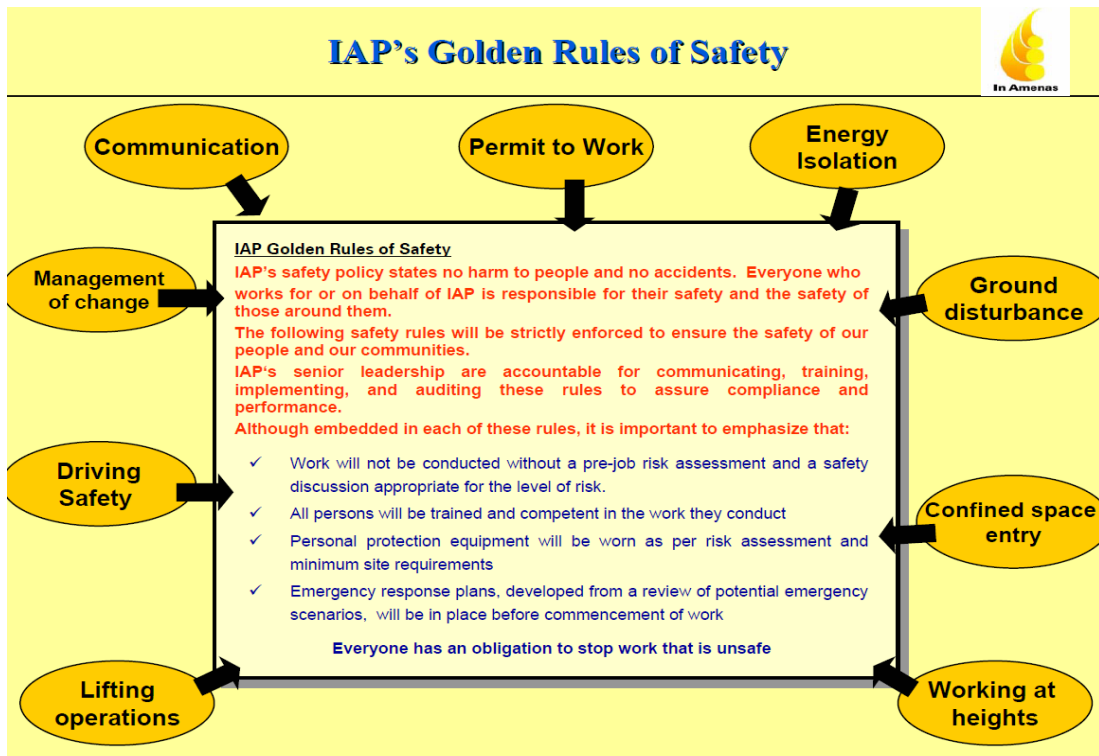 IAP's Golden Rules of Safety
In Amenas
Communication
Permit to Work
Energy
Isolation
Management
of change
Ground
disturbance
Driving
Safety
Confined space
entry
Lifting
operations
Working at
heights
IAP Golden Rules of Safety
IAP's safety policy states no harm to people and no accidents. Everyone who
works for or on behalf of IAP is responsible for their safety and the safety of
those around them.
The following safety rules will be strictly enforced to ensure the safety of our
people and our communities.
IAP‘s senior leadership are accountable for communicating, training,
implementing, and auditing these rules to assure compliance and
performance.
Although embedded in each of these rules, it is important to emphasize that:
✓ Work will not be conducted without a pre-job risk assessment and a safety
discussion appropriate for the level of risk.
✓ All persons will be trained and competent in the work they conduct
✓ Personal protection equipment will be worn as per risk assessment and
minimum site requirements
✓ Emergency response plans, developed from a review of potential emergency
scenarios, will be in place before commencement of work
Everyone has an obligation to stop work that is unsafe